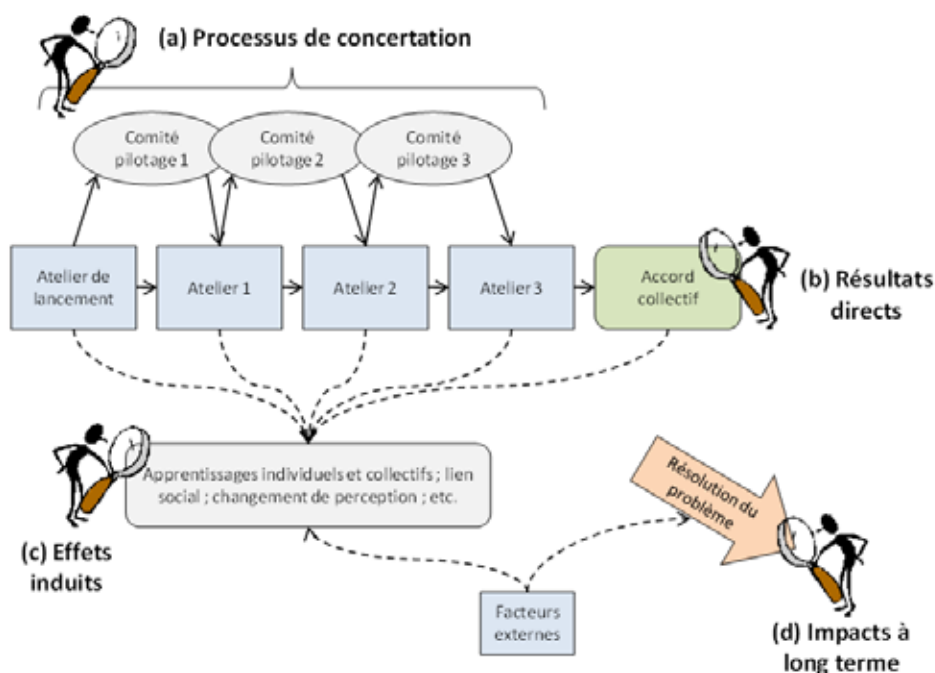 (a) Processus de concertation
Comité
pilotage 1
Comité
pilotage 2
Comité
pilotage 3
Atelier de
lancement
Atelier 1
Atelier 2
Atelier 3
Accord
collectif
(b) Résultats
directs
Apprentissages individuels et collectifs ; lien
social ; changement de perception ; etc.
(c) Effets
induits
Résolution du
problème
Facteurs
externes
(d) Impacts à
long terme